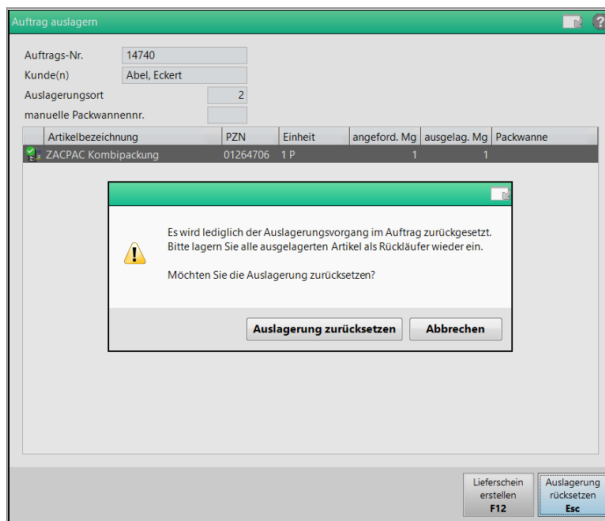 Auftrag auslagern
?
Auftrags-Nr. 14740
Kunde(n) Abel, Eckert
Auslagerungsort 2
manuelle Packwannennr.
Artikelbezeichnung PZN Einheit angeford. Mg ausgelag. Mg Packwanne
ZACPAC Kombipackung 01264706 1 P 1 1
Es wird lediglich der Auslagerungsvorgang im Auftrag zurückgesetzt.
Bitte lagern Sie alle ausgelagerten Artikel als Rückläufer wieder ein.
Möchten Sie die Auslagerung zurücksetzen?
Auslagerung zurücksetzen Abbrechen
Lieferschein Auslagerung
erstellen rücksetzen
F12 Esc